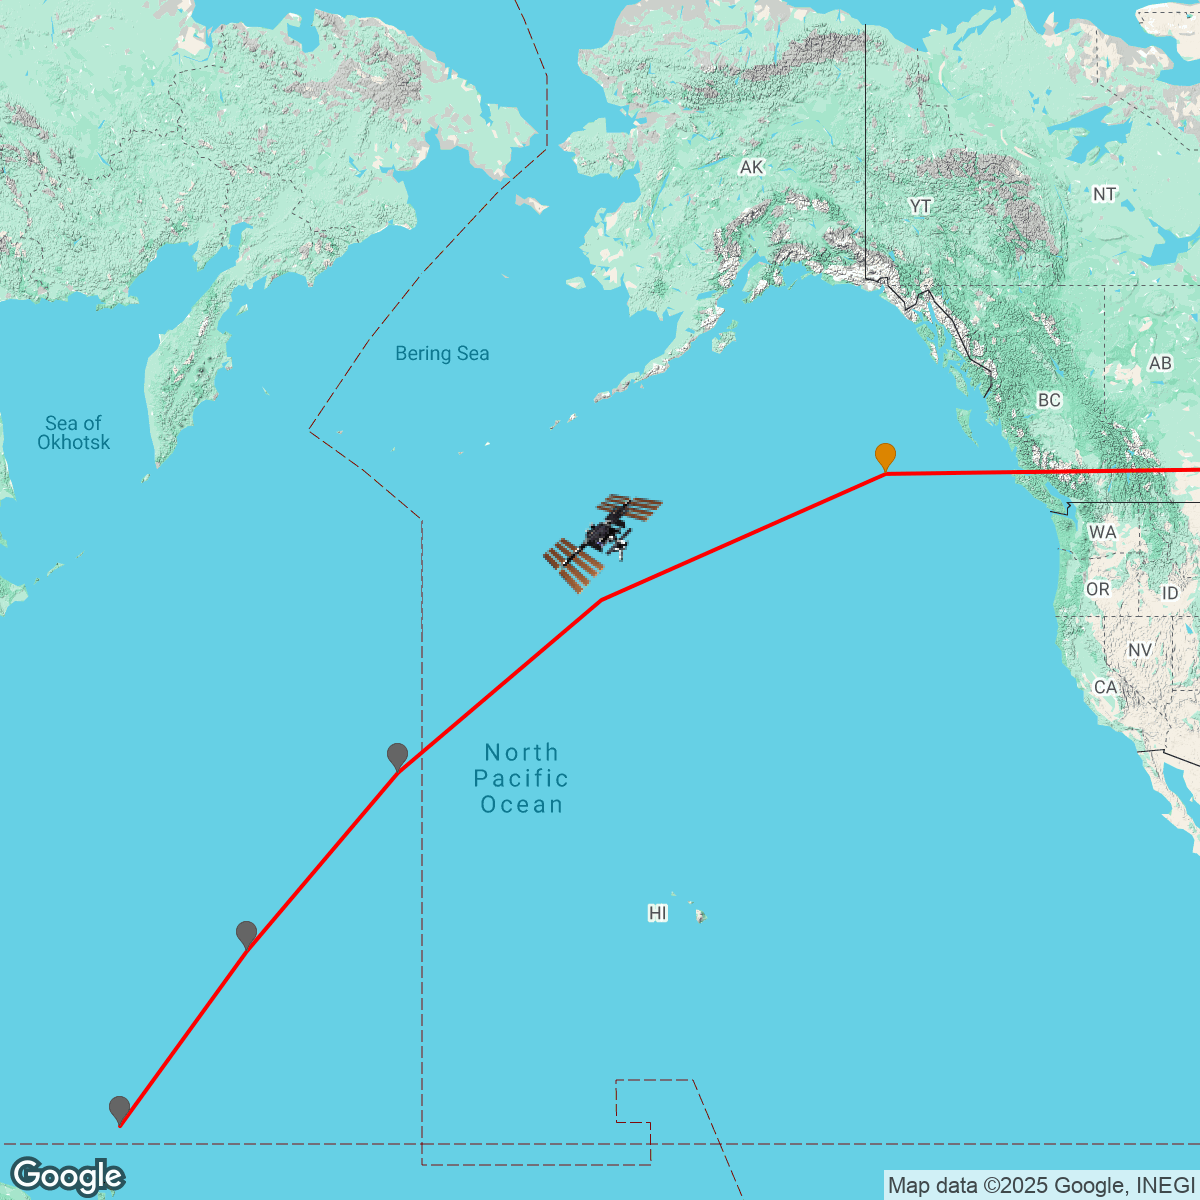 AK
YT
NT
Bering Sea
AB
BC
Sea of
Okhotsk
WA
OR
ID
NV
CA
North
Pacific
Ocean
HI
Google
Map data ©2025 Google, INEGI